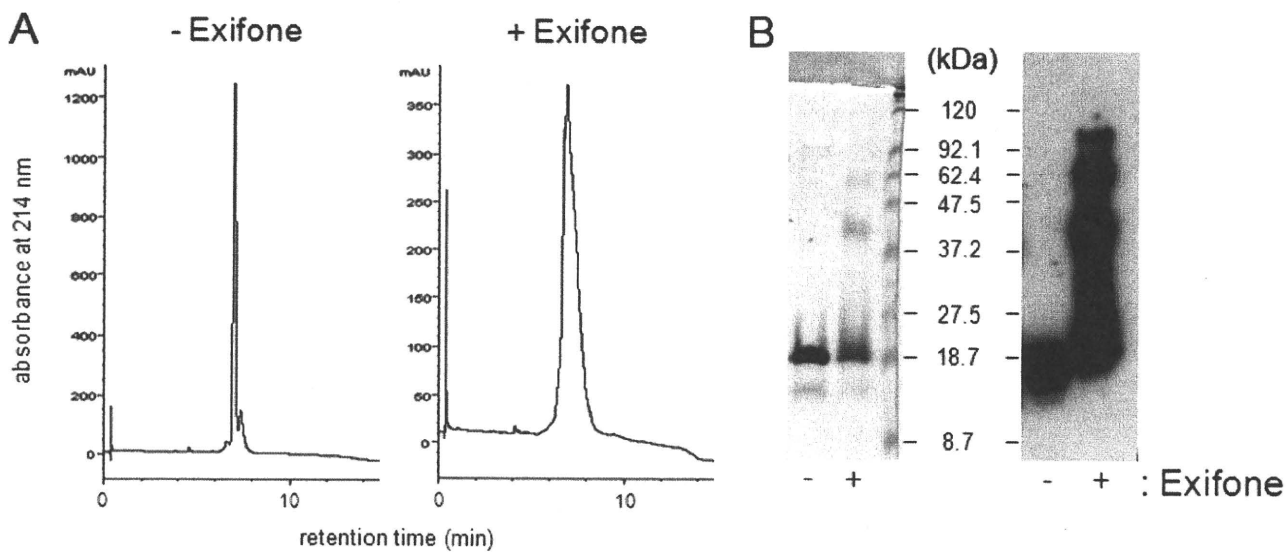 A
- Exifone
+ Exifone
B
mAU
1200
1000
800
600
400
200
0
0
10
mAU
350
300
250
200
150
100
50
0
0
10
absorbance at 214 nm
retention time (min)
(kDa)
120
92.1
62.4
47.5
37.2
27.5
18.7
8.7
- +
- + : Exifone